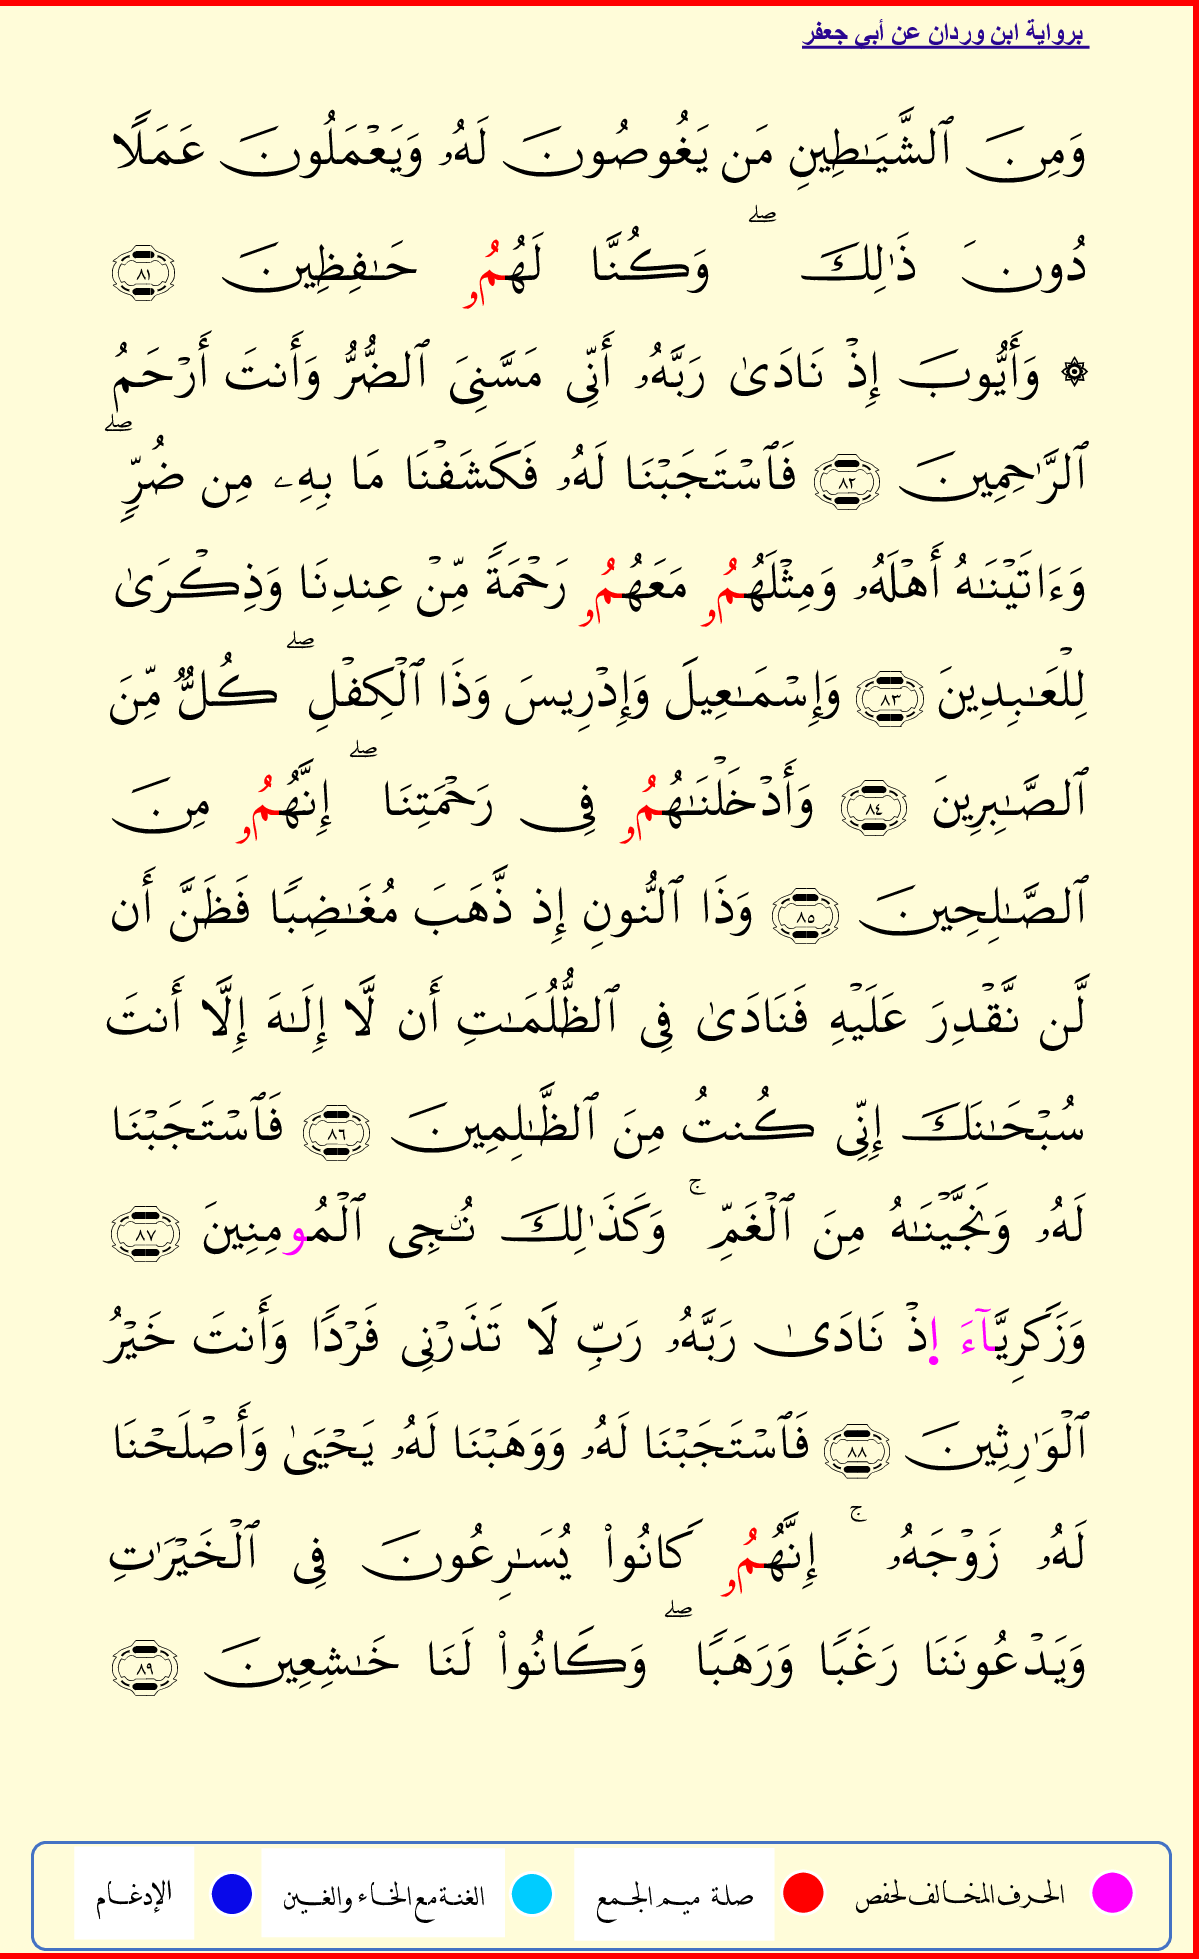 برواية ابن وردان عن أبي جعفر
وَمِنَ ٱلشَّيَـٰطِينِ مَن يَغُوصُونَ لَهُۥ وَيَعْمَلُونَ عَمَلًا
دُونَ ذَٰلِكَ ۖ وَكُنَّا لَهُمُۥ حَـٰفِظِينَ ٨١
۞ وَأَيُّوبَ إِذْ نَادَىٰ رَبَّهُۥ أَنِّى مَسَّنِىَ ٱلضُّرُّ وَأَنتَ أَرْحَمُ
ٱلرَّٰحِمِينَ ٨٢ فَٱسْتَجَبْنَا لَهُۥ فَكَشَفْنَا مَا بِهِۦ مِن ضُرٍّ ۖ
وَءَاتَيْنَـٰهُ أَهْلَهُۥ وَمِثْلَهُمُۥ مَعَهُمُۥ رَحْمَةً مِّنْ عِندِنَا وَذِكْرَىٰ
لِلْعَـٰبِدِينَ ٨٣ وَإِسْمَـٰعِيلَ وَإِدْرِيسَ وَذَا ٱلْكِفْلِ ۖ كُلٌّ مِّنَ
ٱلصَّـٰبِرِينَ ٨٤ وَأَدْخَلْنَـٰهُمُۥ فِى رَحْمَتِنَا ۖ إِنَّهُمُۥ مِنَ
ٱلصَّـٰلِحِينَ ٨٥ وَذَا ٱلنُّونِ إِذ ذَّهَبَ مُغَـٰضِبًا فَظَنَّ أَن
لَّن نَّقْدِرَ عَلَيْهِ فَنَادَىٰ فِى ٱلظُّلُمَـٰتِ أَن لَّا إِلَـٰهَ إِلَّا أَنتَ
سُبْحَـٰنَكَ إِنِّى كُنتُ مِنَ ٱلظَّـٰلِمِينَ ٨٦ فَٱسْتَجَبْنَا
لَهُۥ وَنَجَّيْنَـٰهُ مِنَ ٱلْغَمِّ ۚ وَكَذَٰلِكَ نُـۨجِى ٱلْمُومِنِينَ ٨٧
وَزَكَرِيَّآءَ إِذْ نَادَىٰ رَبَّهُۥ رَبِّ لَا تَذَرْنِى فَرْدًا وَأَنتَ خَيْرُ
ٱلْوَٰرِثِينَ ٨٨ فَٱسْتَجَبْنَا لَهُۥ وَوَهَبْنَا لَهُۥ يَحْيَىٰ وَأَصْلَحْنَا
لَهُۥ زَوْجَهُۥ ۚ إِنَّهُمُۥ كَانُوا۟ يُسَـٰرِعُونَ فِى ٱلْخَيْرَٰتِ
وَيَدْعُونَنَا رَغَبًا وَرَهَبًا ۖ وَكَانُوا۟ لَنَا خَـٰشِعِينَ ٨٩
الحرف المخالف لحفص صلة ميم الجمع الغنة مع الخاء والغين الإدغام